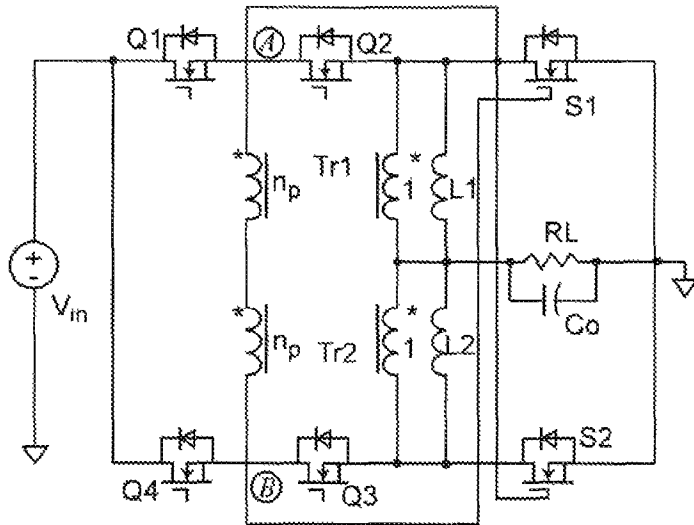 Q1
A
Q2
S1
*
n_p
Tr1
*
1
L1
RL
+
-
V_in
Co
*
n_p
Tr2
*
1
L2
S2
Q4
B
Q3